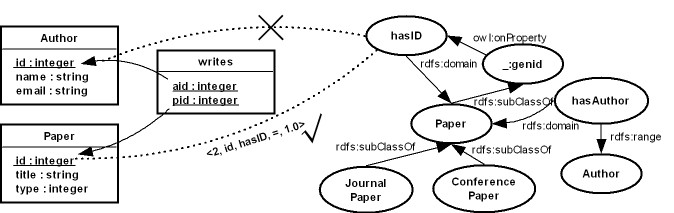 Author
id : integer
name : string
email : string
writes
aid : integer
pid : integer
Paper
id : integer
title : string
type : integer
<2, id, hasID, =, 1.0>
hasID
owl:onProperty
rdfs:domain
_:genid
rdfs:subClassOf
hasAuthor
Paper
rdfs:domain
rdfs:range
rdfs:subClassOf
rdfs:subClassOf
Author
Journal
Paper
Conference
Paper